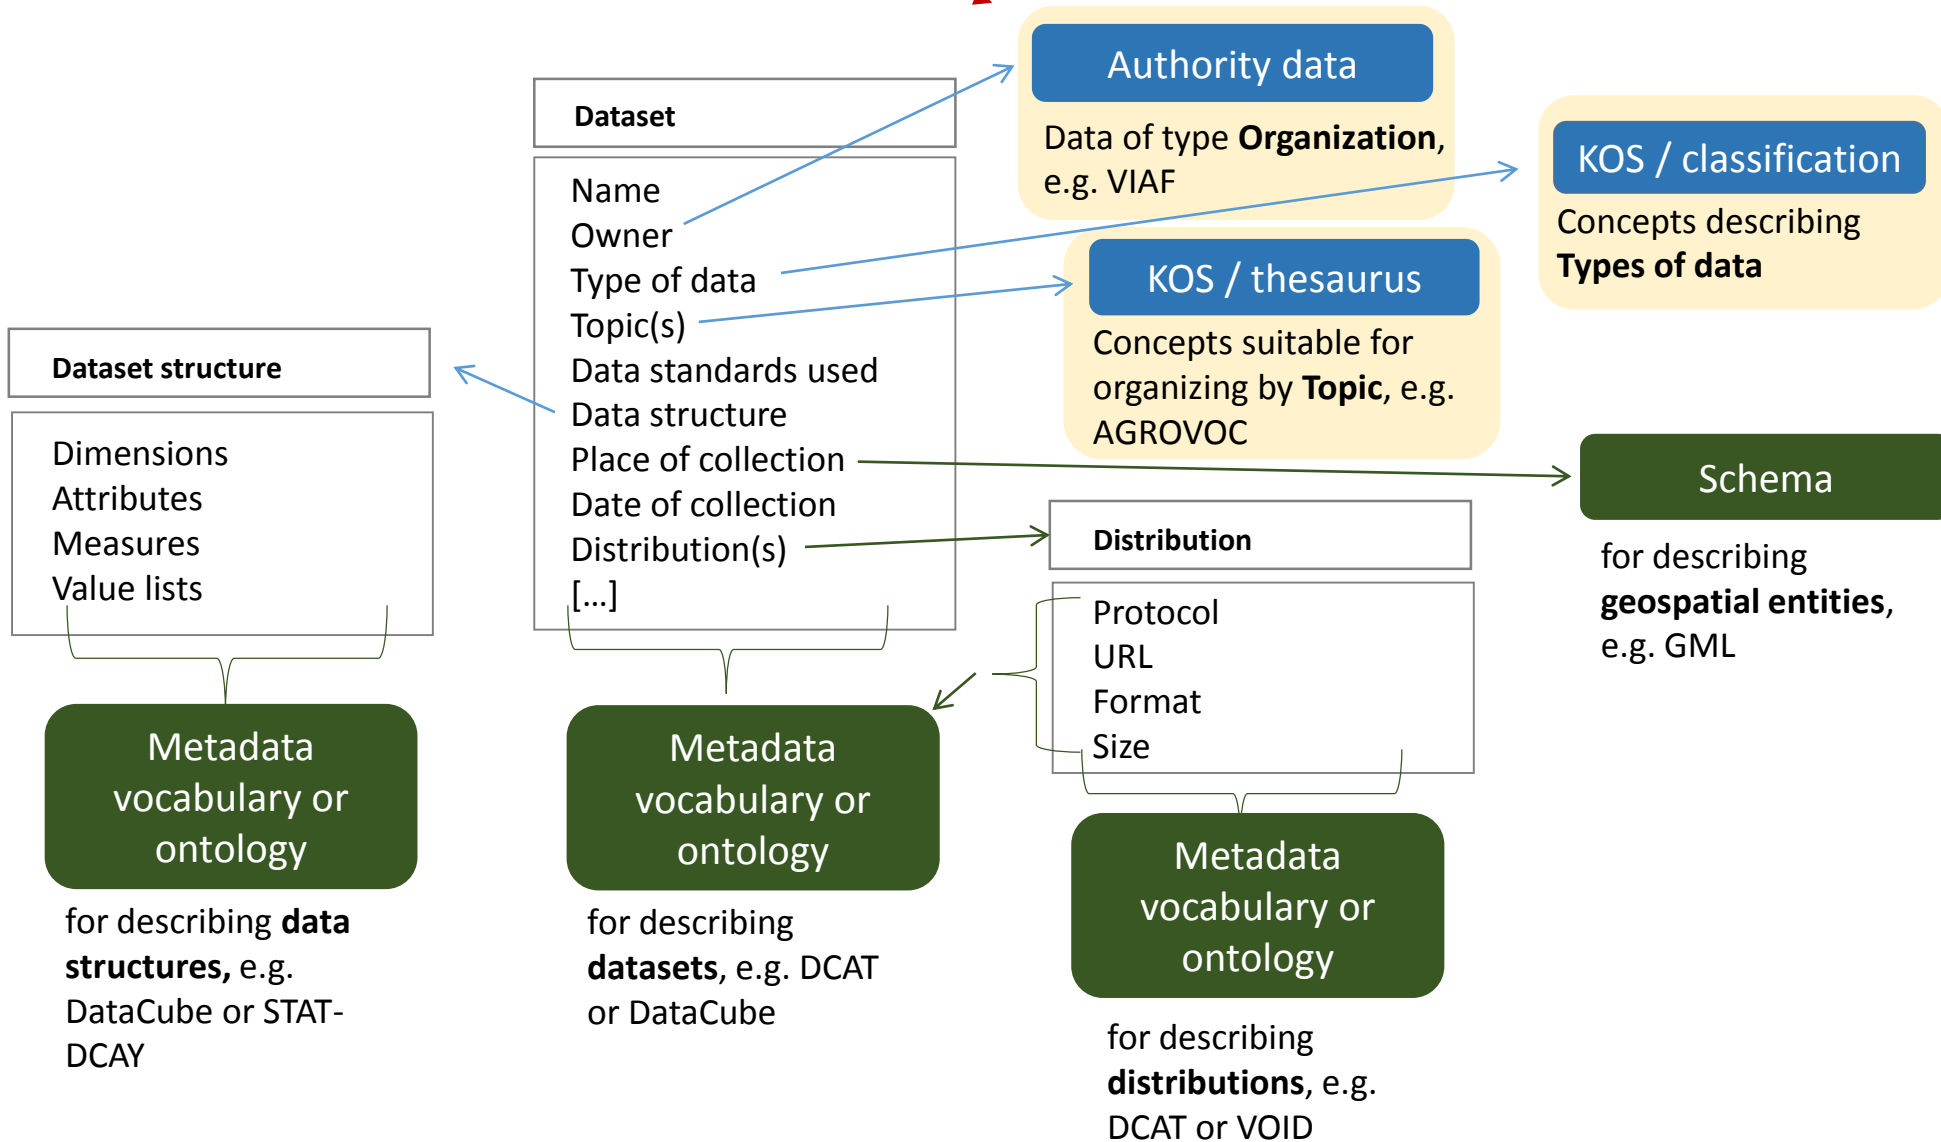 Authority data
Data of type Organization,
e.g. VIAF
KOS / classification
Concepts describing
Types of data
Dataset
Name
Owner
Type of data
Topic(s)
Data standards used
Data structure
Place of collection
Date of collection
Distribution(s)
[...]
KOS / thesaurus
Concepts suitable for
organizing by Topic, e.g.
AGROVOC
Dataset structure
Dimensions
Attributes
Measures
Value lists
Schema
for describing
geospatial entities,
e.g. GML
Distribution
Protocol
URL
Format
Size
Metadata
vocabulary or
ontology
for describing data
structures, e.g.
DataCube or STAT-
DCAY
Metadata
vocabulary or
ontology
for describing
datasets, e.g. DCAT
or DataCube
Metadata
vocabulary or
ontology
for describing
distributions, e.g.
DCAT or VOID